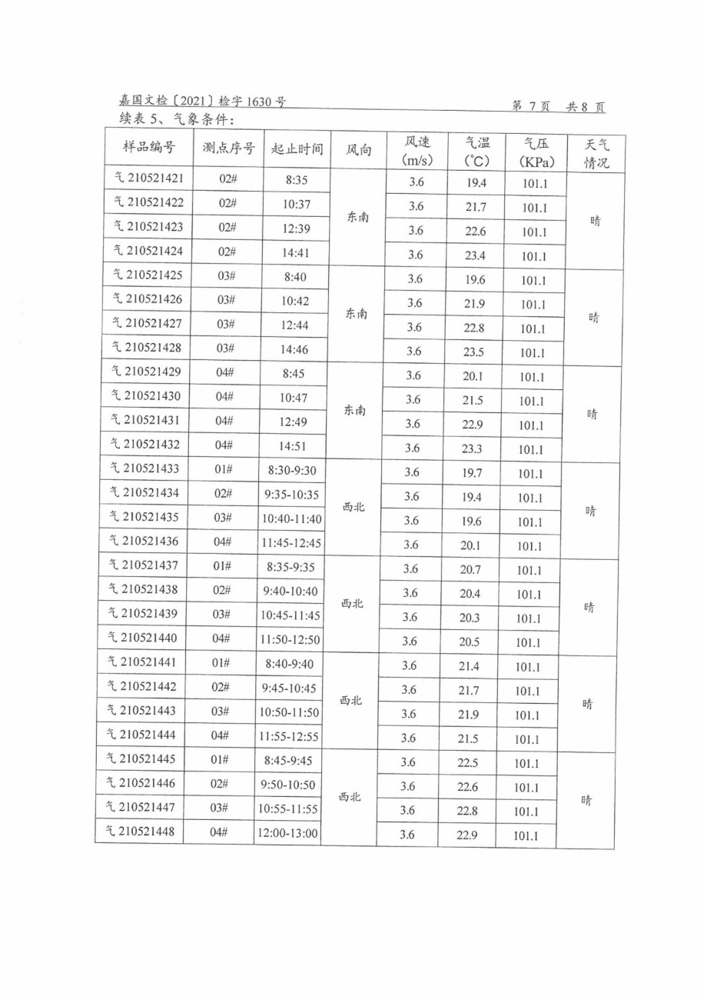 嘉国文检〔2021〕检字1630号 第 7 页 共 8 页
续表 5、气象条件：
样品编号 测点序号 起止时间 风向 风速(m/s) 气温(℃) 气压(KPa) 天气情况
气 210521421 02# 8:35 东南 3.6 19.4 101.1 晴
气 210521422 02# 10:37 3.6 21.7 101.1
气 210521423 02# 12:39 3.6 22.6 101.1
气 210521424 02# 14:41 3.6 23.4 101.1
气 210521425 03# 8:40 东南 3.6 19.6 101.1 晴
气 210521426 03# 10:42 3.6 21.9 101.1
气 210521427 03# 12:44 3.6 22.8 101.1
气 210521428 03# 14:46 3.6 23.5 101.1
气 210521429 04# 8:45 东南 3.6 20.1 101.1 晴
气 210521430 04# 10:47 3.6 21.5 101.1
气 210521431 04# 12:49 3.6 22.9 101.1
气 210521432 04# 14:51 3.6 23.3 101.1
气 210521433 01# 8:30-9:30 西北 3.6 19.7 101.1 晴
气 210521434 02# 9:35-10:35 3.6 19.4 101.1
气 210521435 03# 10:40-11:40 3.6 19.6 101.1
气 210521436 04# 11:45-12:45 3.6 20.1 101.1
气 210521437 01# 8:35-9:35 西北 3.6 20.7 101.1 晴
气 210521438 02# 9:40-10:40 3.6 20.4 101.1
气 210521439 03# 10:45-11:45 3.6 20.3 101.1
气 210521440 04# 11:50-12:50 3.6 20.5 101.1
气 210521441 01# 8:40-9:40 西北 3.6 21.4 101.1 晴
气 210521442 02# 9:45-10:45 3.6 21.7 101.1
气 210521443 03# 10:50-11:50 3.6 21.9 101.1
气 210521444 04# 11:55-12:55 3.6 21.5 101.1
气 210521445 01# 8:45-9:45 西北 3.6 22.5 101.1 晴
气 210521446 02# 9:50-10:50 3.6 22.6 101.1
气 210521447 03# 10:55-11:55 3.6 22.8 101.1
气 210521448 04# 12:00-13:00 3.6 22.9 101.1